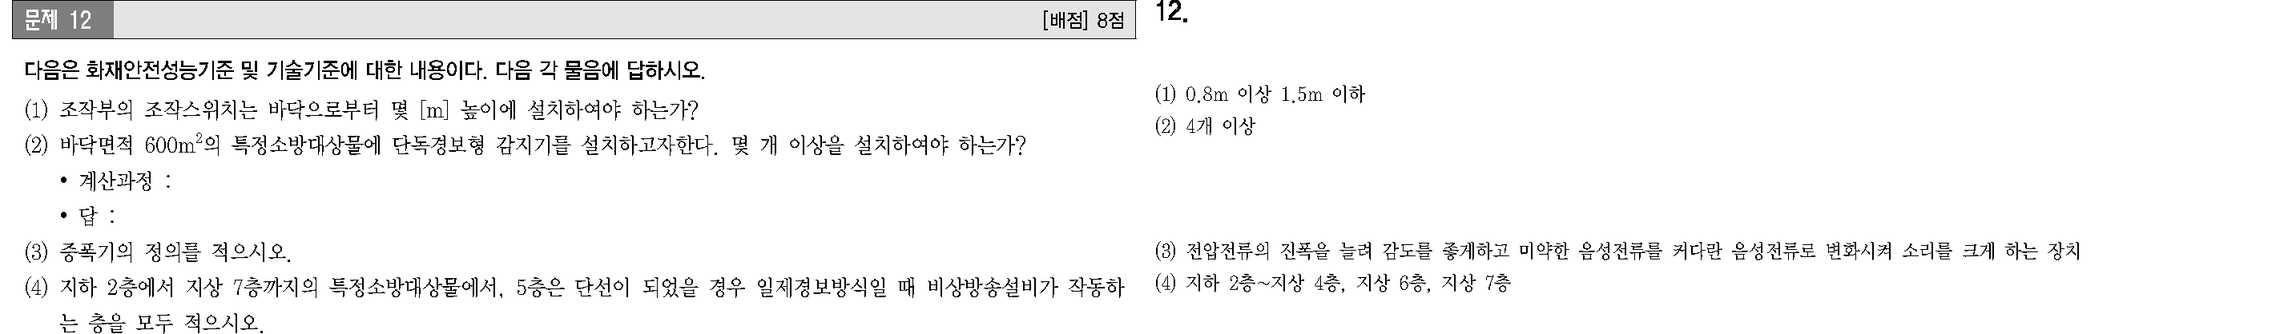 문제 12
[배점] 8점
다음은 화재안전성능기준 및 기술기준에 대한 내용이다. 다음 각 물음에 답하시오.
(1) 조작부의 조작스위치는 바닥으로부터 몇 [m] 높이에 설치하여야 하는가?
(2) 바닥면적 600m²의 특정소방대상물에 단독경보형 감지기를 설치하고자한다. 몇 개 이상을 설치하여야 하는가?
• 계산과정 :
• 답 :
(3) 증폭기의 정의를 적으시오.
(4) 지하 2층에서 지상 7층까지의 특정소방대상물에서, 5층은 단선이 되었을 경우 일제경보방식일 때 비상방송설비가 작동하
는 층을 모두 적으시오.
12.
(1) 0.8m 이상 1.5m 이하
(2) 4개 이상
(3) 전압전류의 진폭을 늘려 감도를 좋게하고 미약한 음성전류를 커다란 음성전류로 변화시켜 소리를 크게 하는 장치
(4) 지하 2층~지상 4층, 지상 6층, 지상 7층